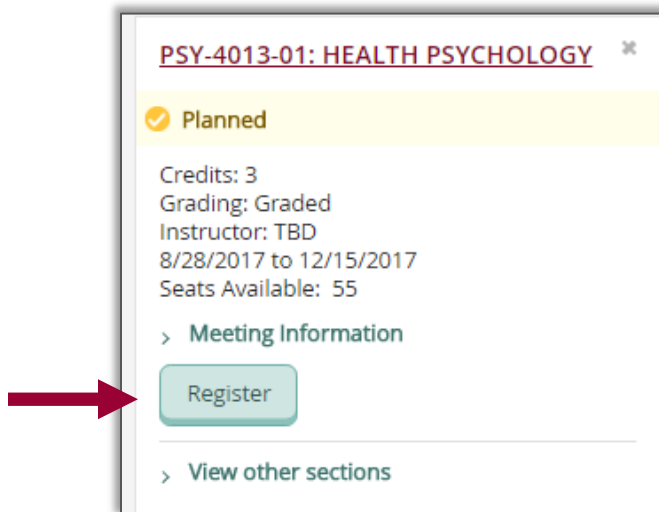 PSY-4013-01: HEALTH PSYCHOLOGY
Planned
Credits: 3
Grading: Graded
Instructor: TBD
8/28/2017 to 12/15/2017
Seats Available: 55
Meeting Information
Register
View other sections